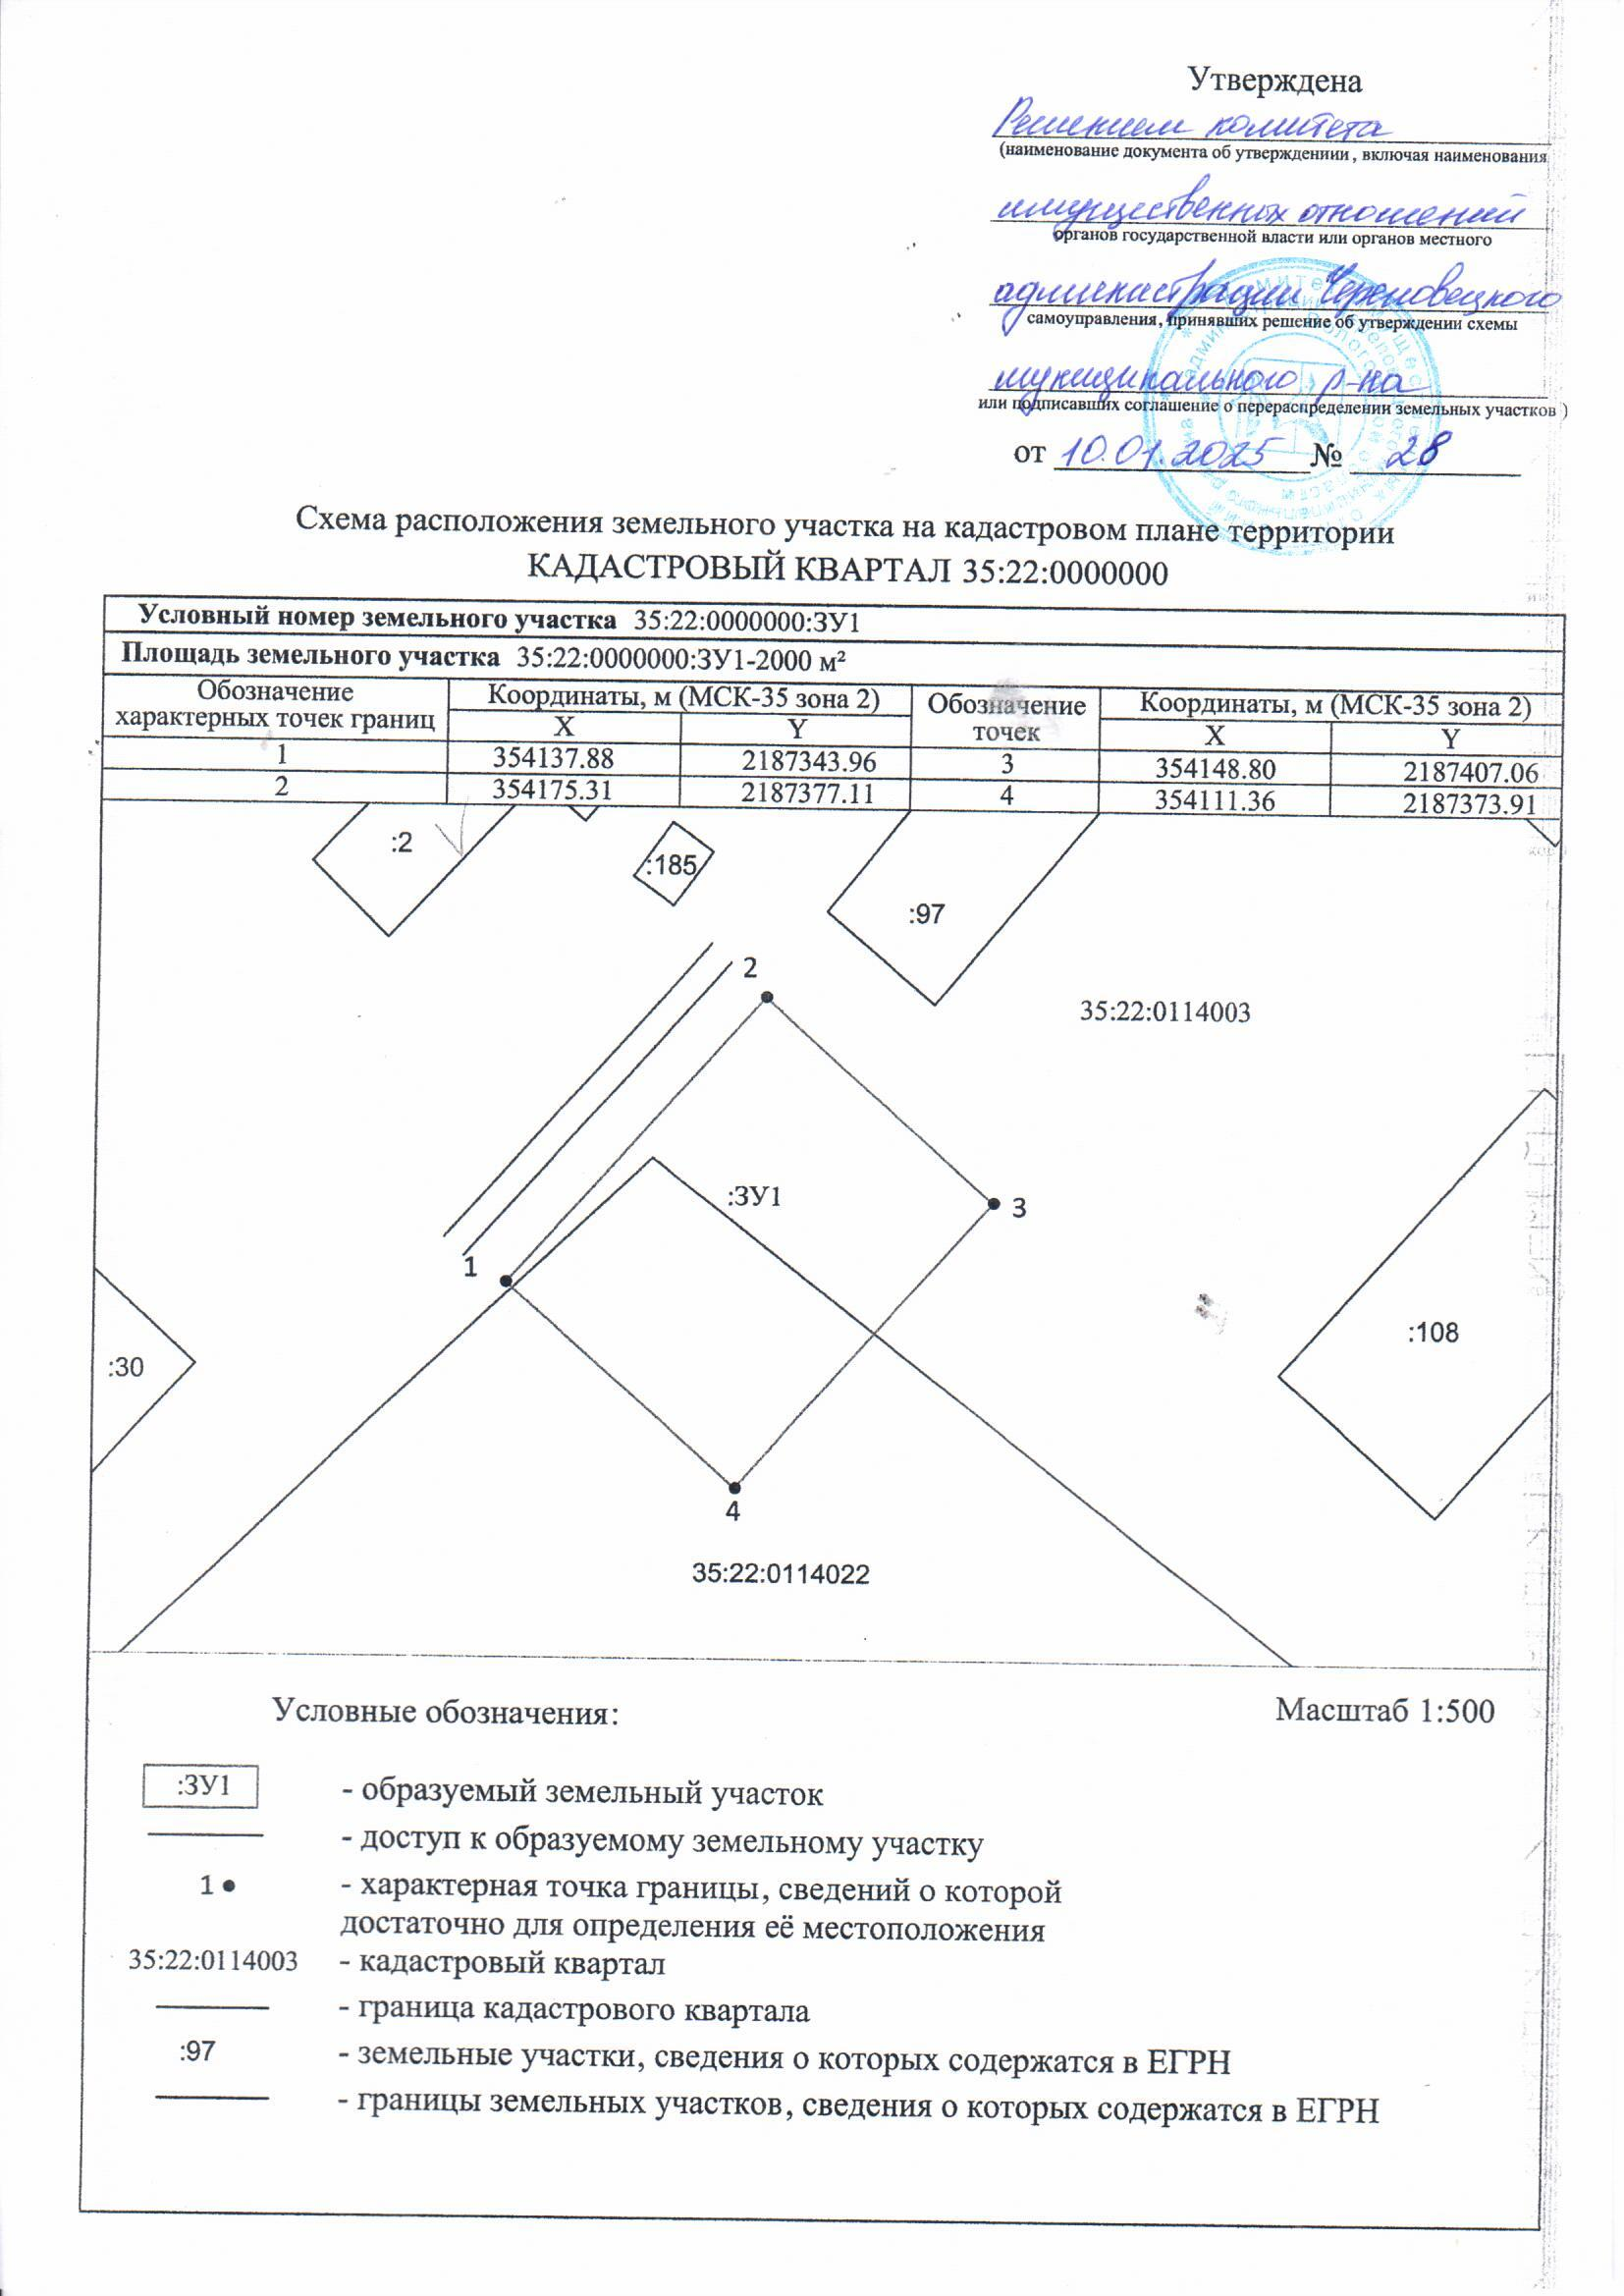 Утверждена
Решением комитета
(наименование документа об утверждениии, включая наименования
имущественных отношений
органов государственной власти или органов местного
администрации Череповецкого
самоуправления, принявших решение об утверждении схемы
муниципального р-на
или подписавших соглашение о перераспределении земельных участков )
от 10.01.2025 № 28
Схема расположения земельного участка на кадастровом плане территории
КАДАСТРОВЫЙ КВАРТАЛ 35:22:0000000
Условный номер земельного участка 35:22:0000000:ЗУ1
Площадь земельного участка 35:22:0000000:ЗУ1-2000 м²
Обозначение характерных точек границ Координаты, м (МСК-35 зона 2) Обозначение точек Координаты, м (МСК-35 зона 2)
X Y X Y
1 354137.88 2187343.96 3 354148.80 2187407.06
2 354175.31 2187377.11 4 354111.36 2187373.91
:2
:185
:97
2
35:22:0114003
:ЗУ1
3
1
:108
:30
4
35:22:0114022
Условные обозначения: Масштаб 1:500
:ЗУ1 - образуемый земельный участок
- доступ к образуемому земельному участку
1 ● - характерная точка границы, сведений о которой
достаточно для определения её местоположения
35:22:0114003 - кадастровый квартал
- граница кадастрового квартала
:97 - земельные участки, сведения о которых содержатся в ЕГРН
- границы земельных участков, сведения о которых содержатся в ЕГРН